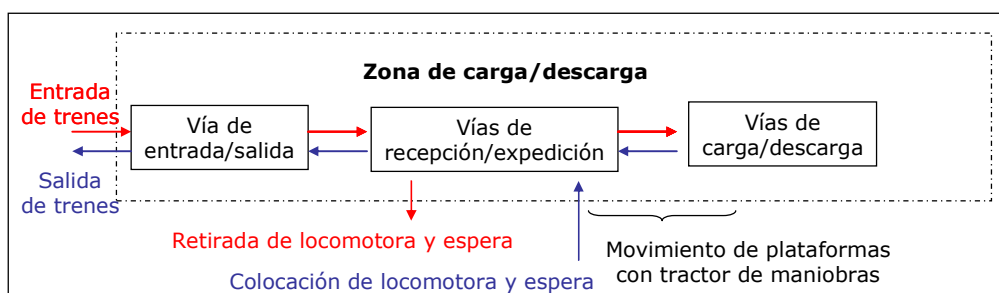 Zona de carga/descarga
Entrada
de trenes
Vía de
entrada/salida
Vías de
recepción/expedición
Vías de
carga/descarga
Salida
de trenes
Retirada de locomotora y espera
Colocación de locomotora y espera
Movimiento de plataformas
con tractor de maniobras